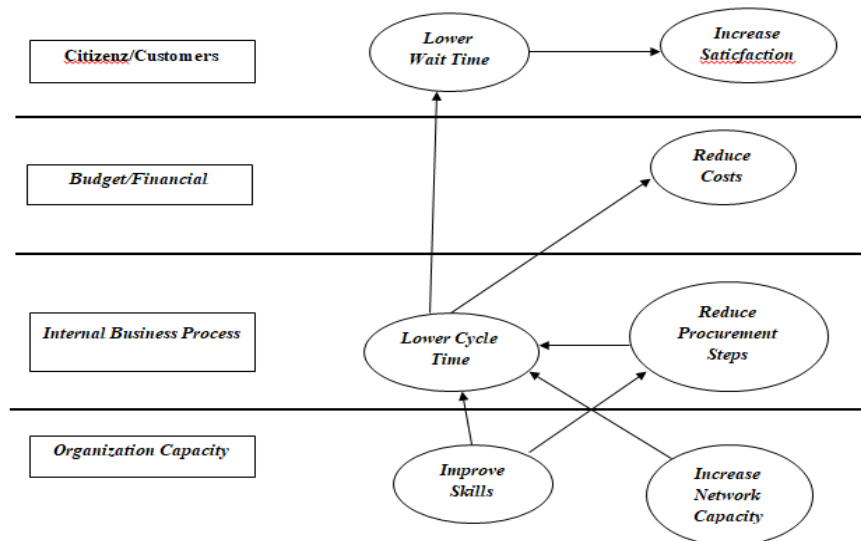 Citizenz/Customers
Lower
Wait Time
Increase
Saticfaction
Budget/Financial
Reduce
Costs
Internal Business Process
Lower Cycle
Time
Reduce
Procurement
Steps
Organization Capacity
Improve
Skills
Increase
Network
Capacity